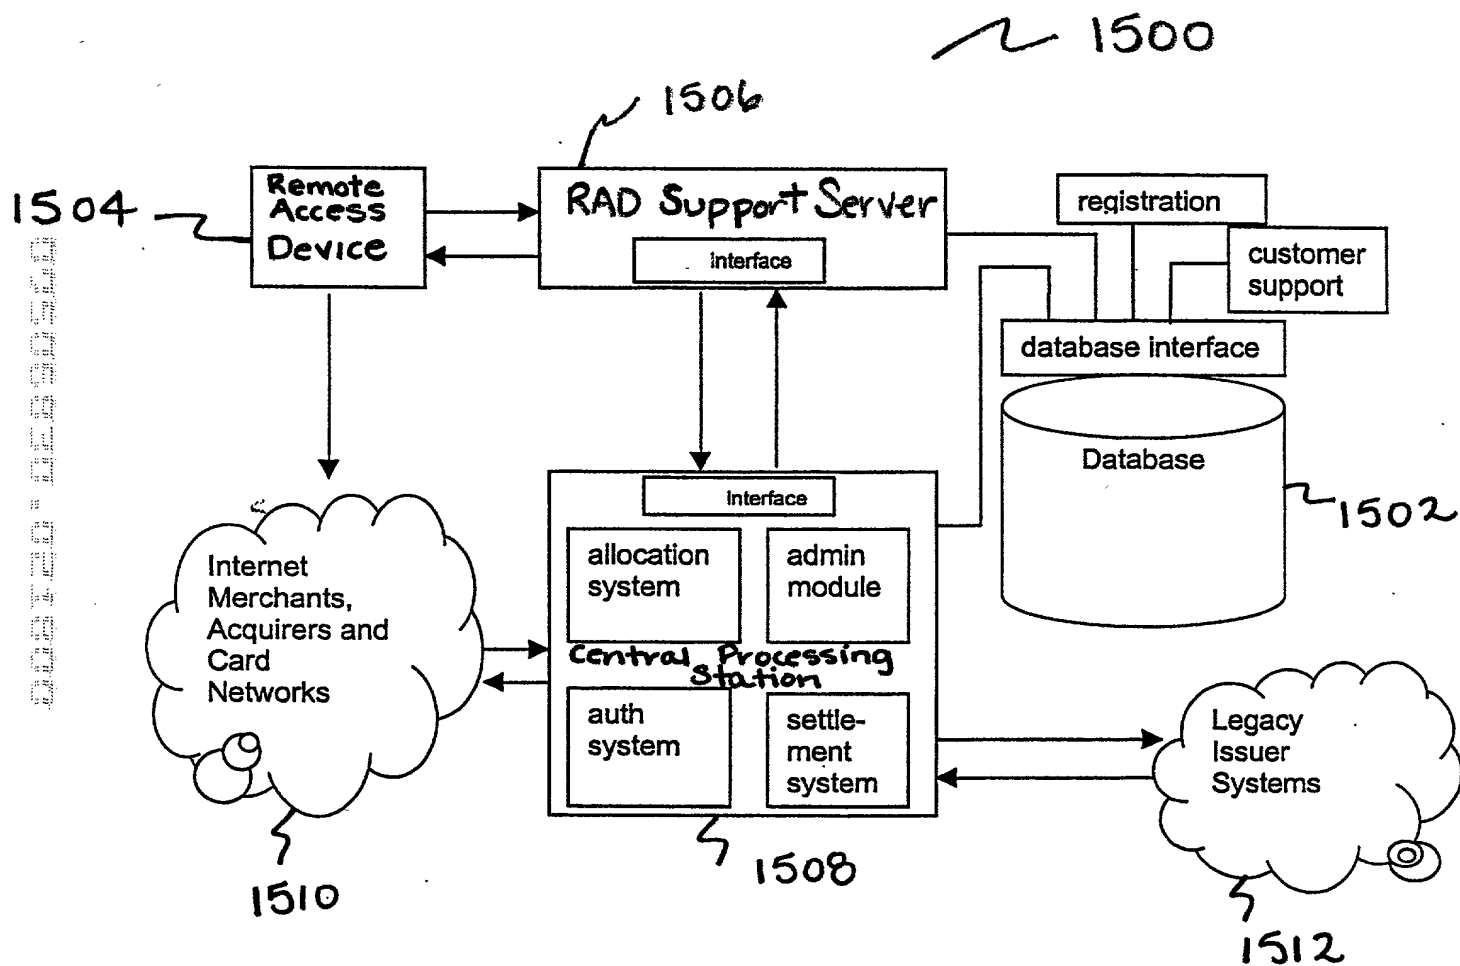 1500
1506
1504
Remote
Access
Device
RAD Support Server
Interface
registration
customer
support
database interface
Database
1502
Interface
allocation
system
admin
module
Central Processing
Station
auth
system
settle-
ment
system
Internet
Merchants,
Acquirers and
Card
Networks
Legacy
Issuer
Systems
1510
1508
1512